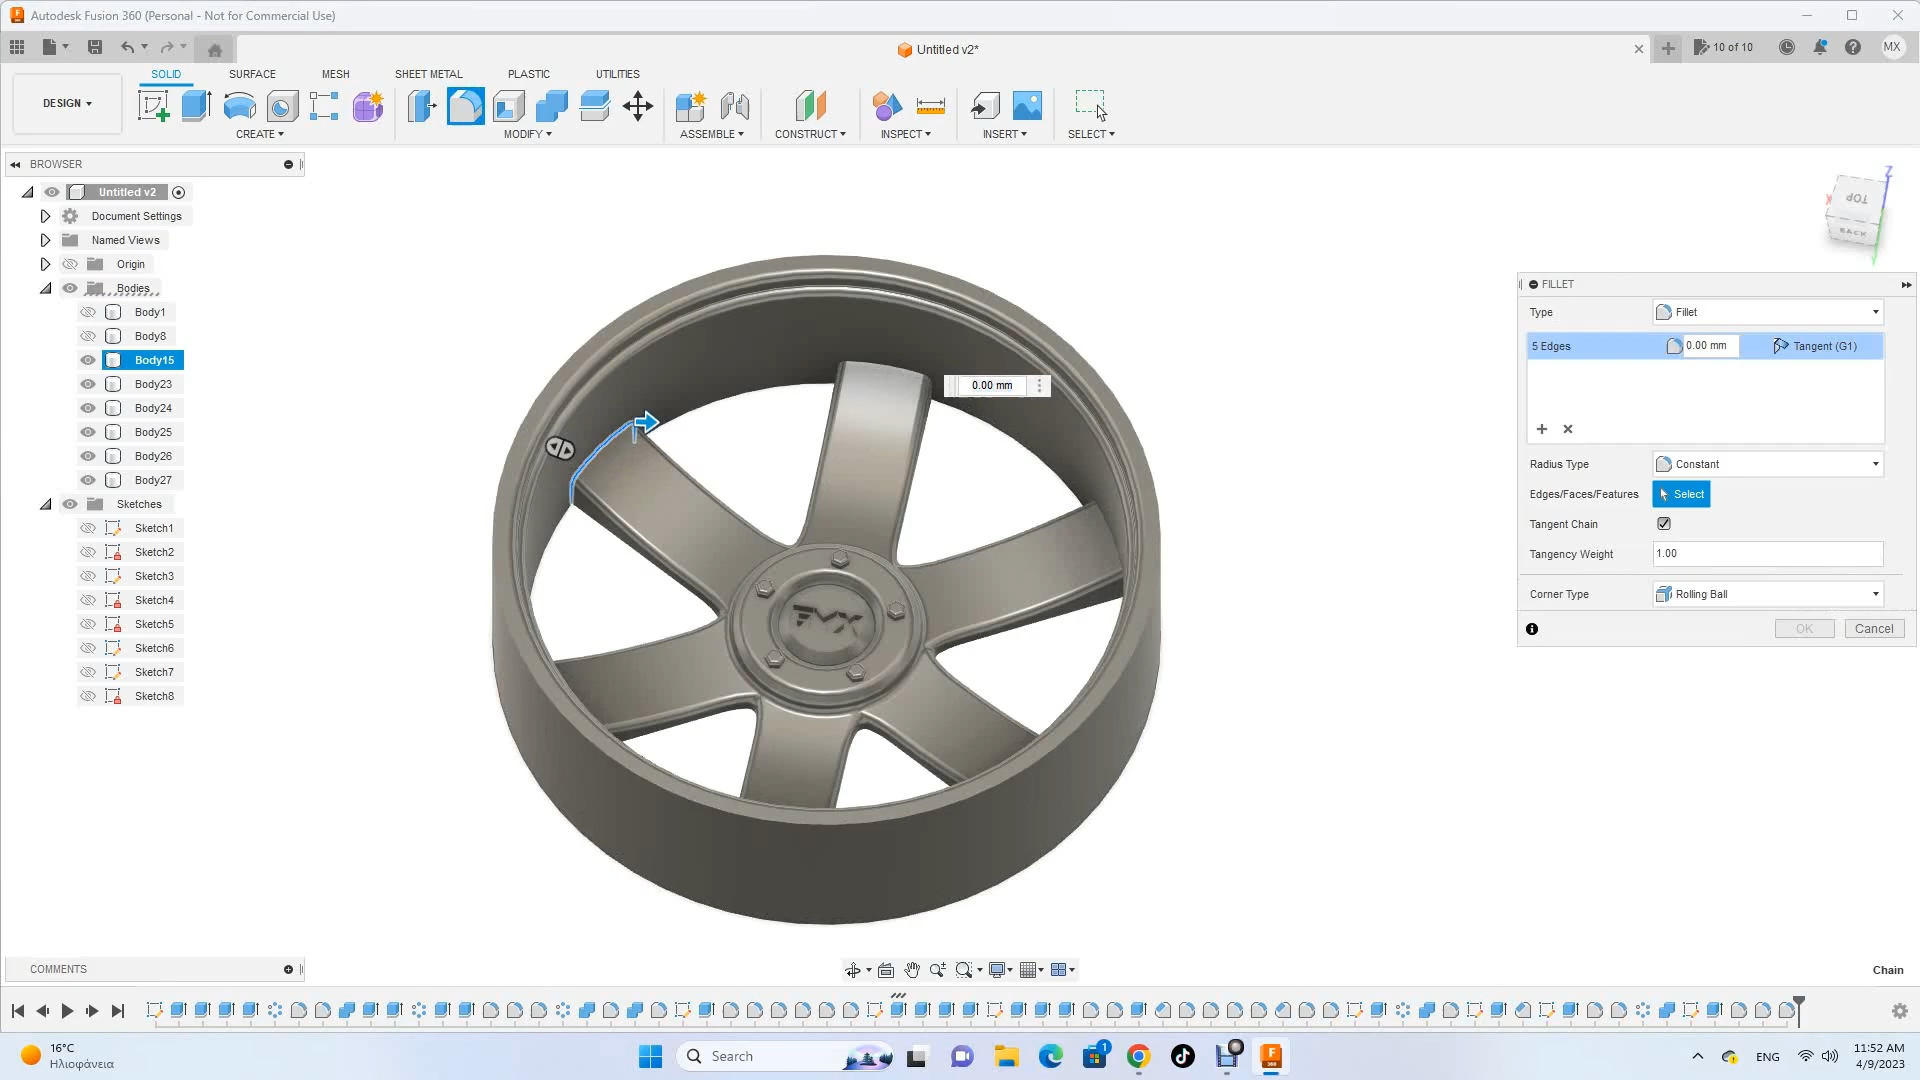 Autodesk Fusion 360 (Personal - Not for Commercial Use)
Untitled v2*
10 of 10
MX
DESIGN
SOLID
SURFACE
MESH
SHEET METAL
PLASTIC
UTILITIES
CREATE
MODIFY
ASSEMBLE
CONSTRUCT
INSPECT
INSERT
SELECT
BROWSER
Untitled v2
Document Settings
Named Views
Origin
Bodies
Body1
Body8
Body15
Body23
Body24
Body25
Body26
Body27
Sketches
Sketch1
Sketch2
Sketch3
Sketch4
Sketch5
Sketch6
Sketch7
Sketch8
0.00 mm
Z
X
TOP
BACK
FILLET
Type
Fillet
5 Edges
0.00 mm
Tangent (G1)
Radius Type
Constant
Edges/Faces/Features
Select
Tangent Chain
Tangency Weight
1.00
Corner Type
Rolling Ball
OK
Cancel
COMMENTS
Chain
16°C
Ηλιοφάνεια
Search
1
F
360
ENG
11:52 AM
4/9/2023